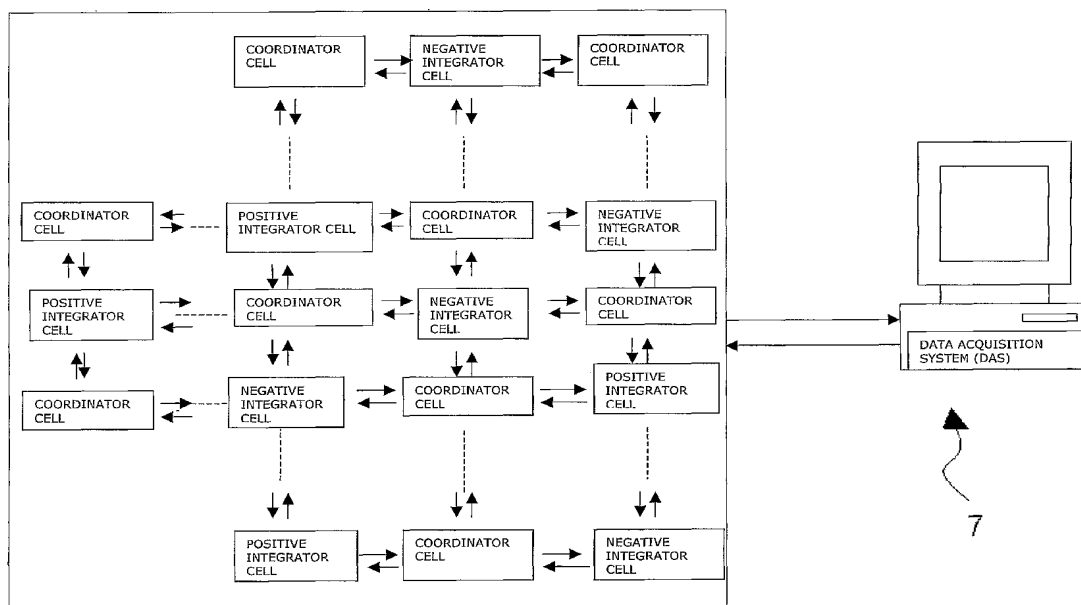 COORDINATOR
CELL
NEGATIVE
INTEGRATOR
CELL
COORDINATOR
CELL
COORDINATOR
CELL
POSITIVE
INTEGRATOR CELL
COORDINATOR
CELL
NEGATIVE
INTEGRATOR
CELL
POSITIVE
INTEGRATOR
CELL
COORDINATOR
CELL
NEGATIVE
INTEGRATOR
CELL
COORDINATOR
CELL
COORDINATOR
CELL
NEGATIVE
INTEGRATOR
CELL
COORDINATOR
CELL
POSITIVE
INTEGRATOR
CELL
POSITIVE
INTEGRATOR
CELL
COORDINATOR
CELL
NEGATIVE
INTEGRATOR
CELL
DATA ACQUISITION
SYSTEM (DAS)
7